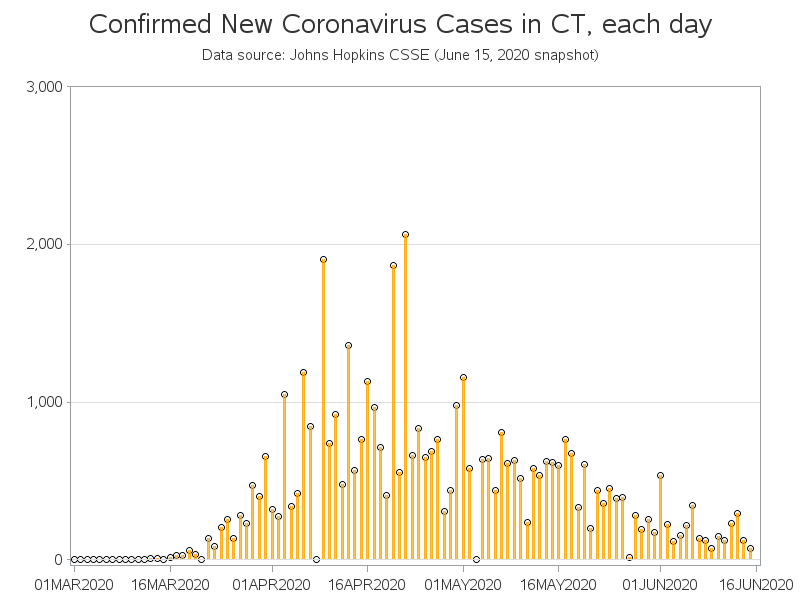 Confirmed New Coronavirus Cases in CT, each day
Data source: Johns Hopkins CSSE (June 15, 2020 snapshot)
3,000
2,000
1,000
0
01MAR2020 16MAR2020 01APR2020 16APR2020 01MAY2020 16MAY2020 01JUN2020 16JUN2020